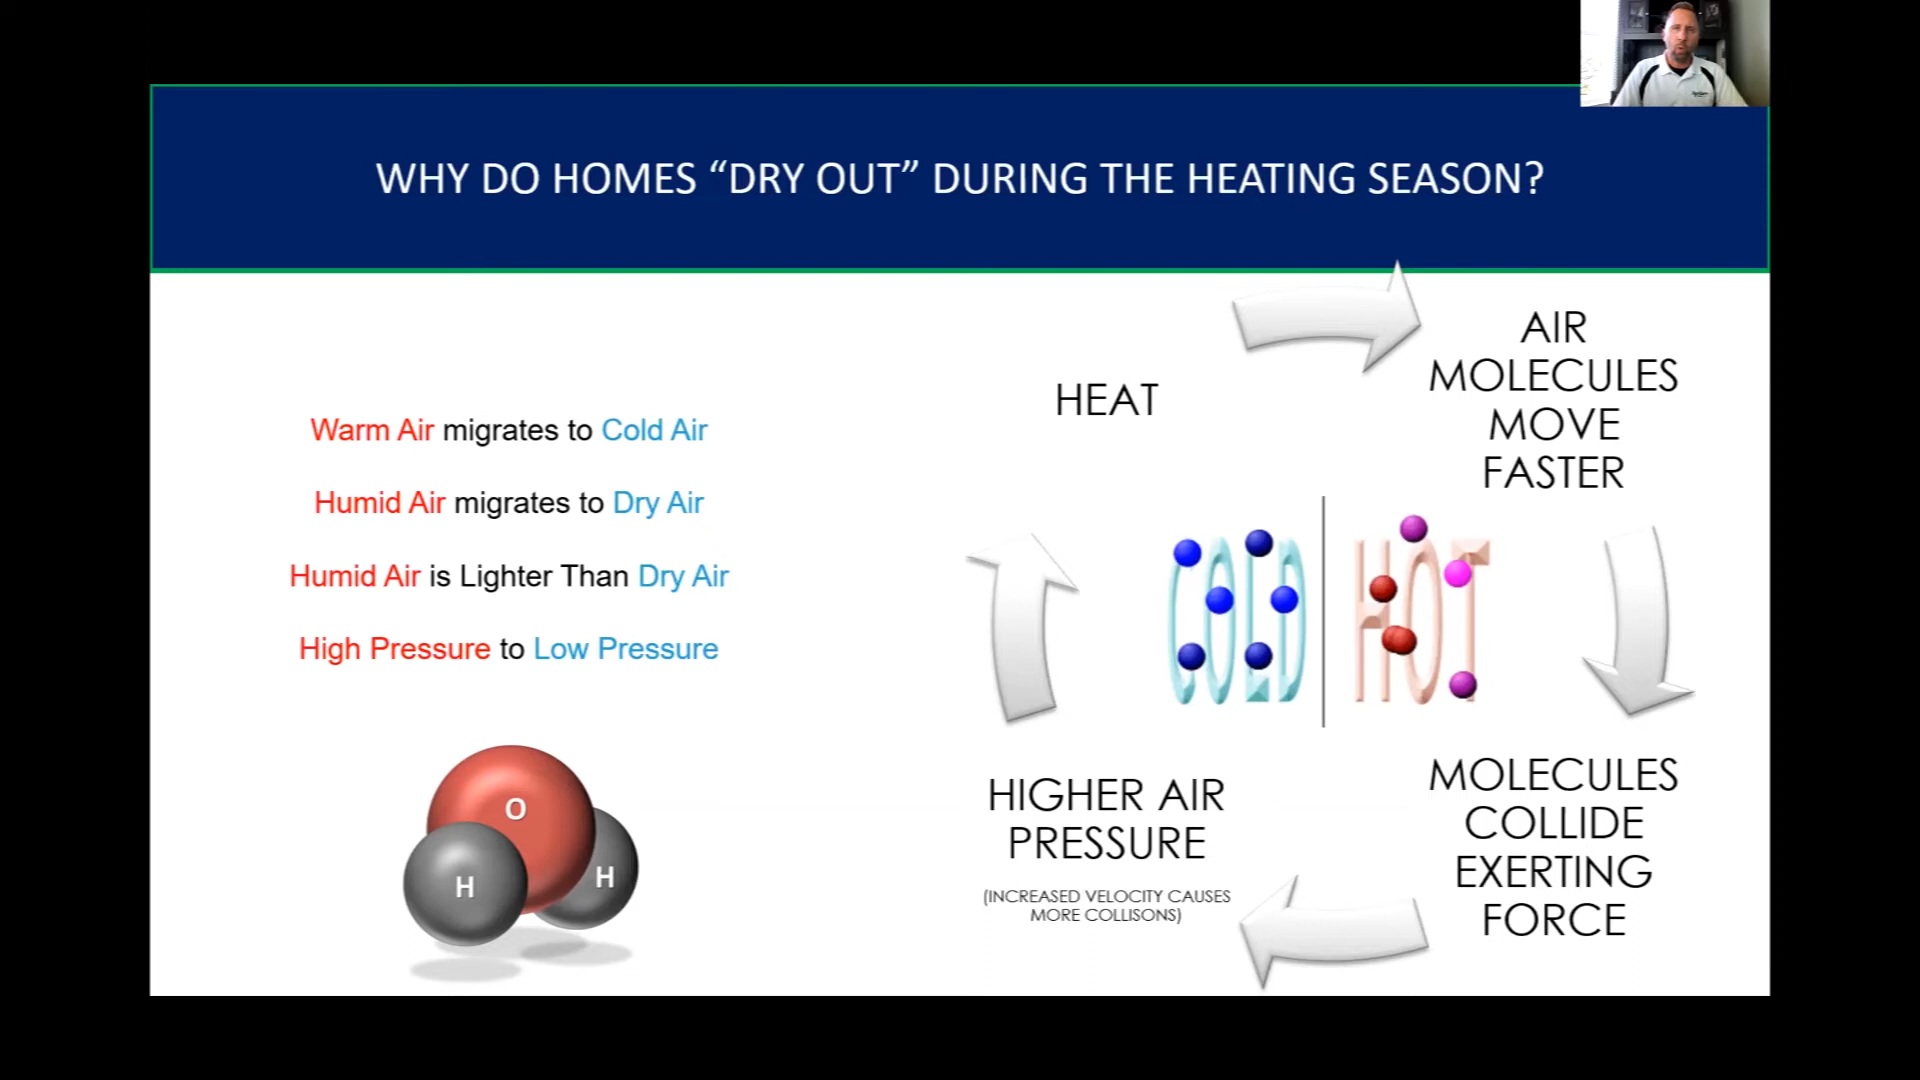 WHY DO HOMES “DRY OUT” DURING THE HEATING SEASON?
Warm Air migrates to Cold Air
Humid Air migrates to Dry Air
Humid Air is Lighter Than Dry Air
High Pressure to Low Pressure
O
H
H
HEAT
AIR
MOLECULES
MOVE
FASTER
COLD
HOT
MOLECULES
COLLIDE
EXERTING
FORCE
HIGHER AIR
PRESSURE
(INCREASED VELOCITY CAUSES
MORE COLLISONS)